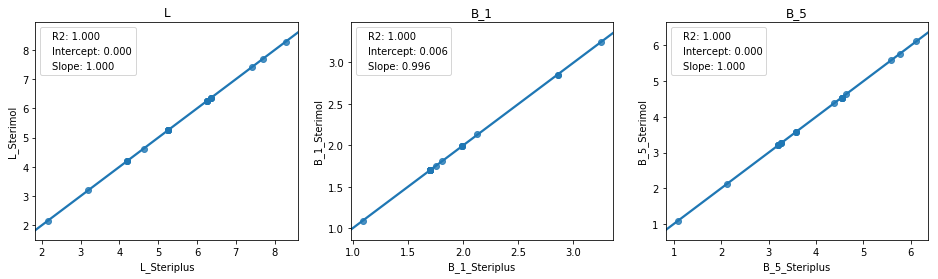 L
R2: 1.000
Intercept: 0.000
Slope: 1.000
8
7
6
5
4
3
2
L_Sterimol
2 3 4 5 6 7 8
L_Steriplus
B_1
R2: 1.000
Intercept: 0.006
Slope: 0.996
3.0
2.5
2.0
1.5
1.0
B_1_Sterimol
1.0 1.5 2.0 2.5 3.0
B_1_Steriplus
B_5
R2: 1.000
Intercept: 0.000
Slope: 1.000
6
5
4
3
2
1
B_5_Sterimol
1 2 3 4 5 6
B_5_Steriplus